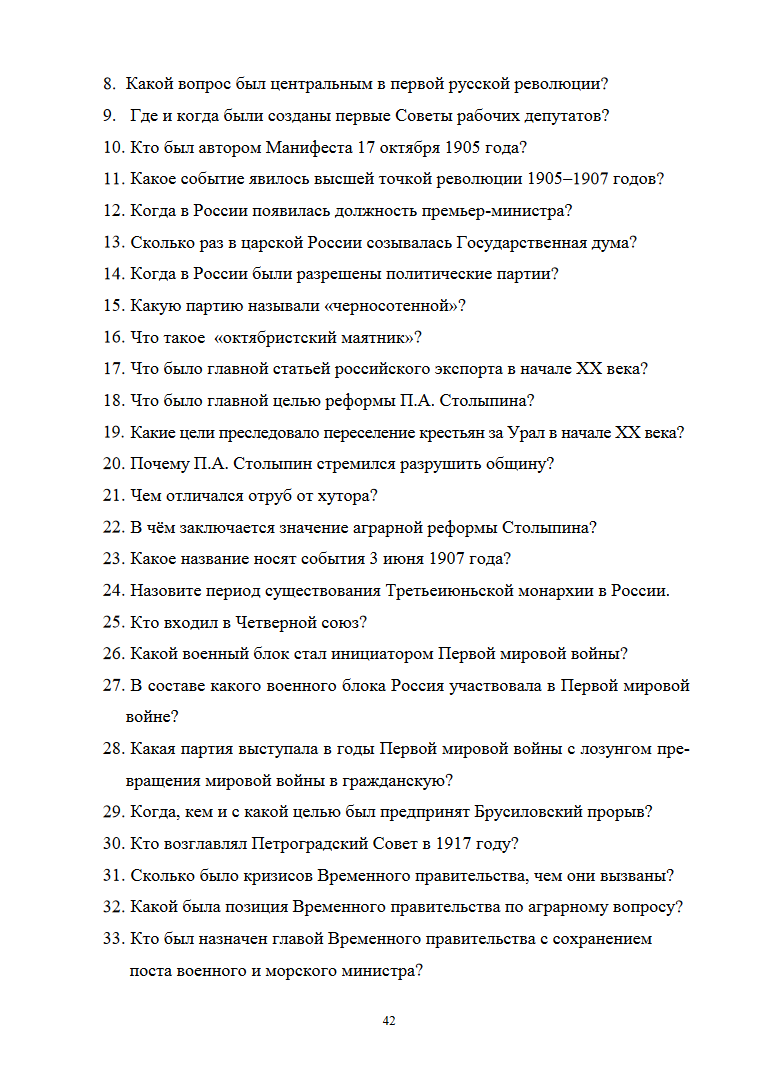 8. Какой вопрос был центральным в первой русской революции?
9. Где и когда были созданы первые Советы рабочих депутатов?
10. Кто был автором Манифеста 17 октября 1905 года?
11. Какое событие явилось высшей точкой революции 1905–1907 годов?
12. Когда в России появилась должность премьер-министра?
13. Сколько раз в царской России созывалась Государственная дума?
14. Когда в России были разрешены политические партии?
15. Какую партию называли «черносотенной»?
16. Что такое «октябристский маятник»?
17. Что было главной статьей российского экспорта в начале XX века?
18. Что было главной целью реформы П.А. Столыпина?
19. Какие цели преследовало переселение крестьян за Урал в начале XX века?
20. Почему П.А. Столыпин стремился разрушить общину?
21. Чем отличался отруб от хутора?
22. В чём заключается значение аграрной реформы Столыпина?
23. Какое название носят события 3 июня 1907 года?
24. Назовите период существования Третьеиюньской монархии в России.
25. Кто входил в Четверной союз?
26. Какой военный блок стал инициатором Первой мировой войны?
27. В составе какого военного блока Россия участвовала в Первой мировой
войне?
28. Какая партия выступала в годы Первой мировой войны с лозунгом пре-
вращения мировой войны в гражданскую?
29. Когда, кем и с какой целью был предпринят Брусиловский прорыв?
30. Кто возглавлял Петроградский Совет в 1917 году?
31. Сколько было кризисов Временного правительства, чем они вызваны?
32. Какой была позиция Временного правительства по аграрному вопросу?
33. Кто был назначен главой Временного правительства с сохранением
поста военного и морского министра?
42